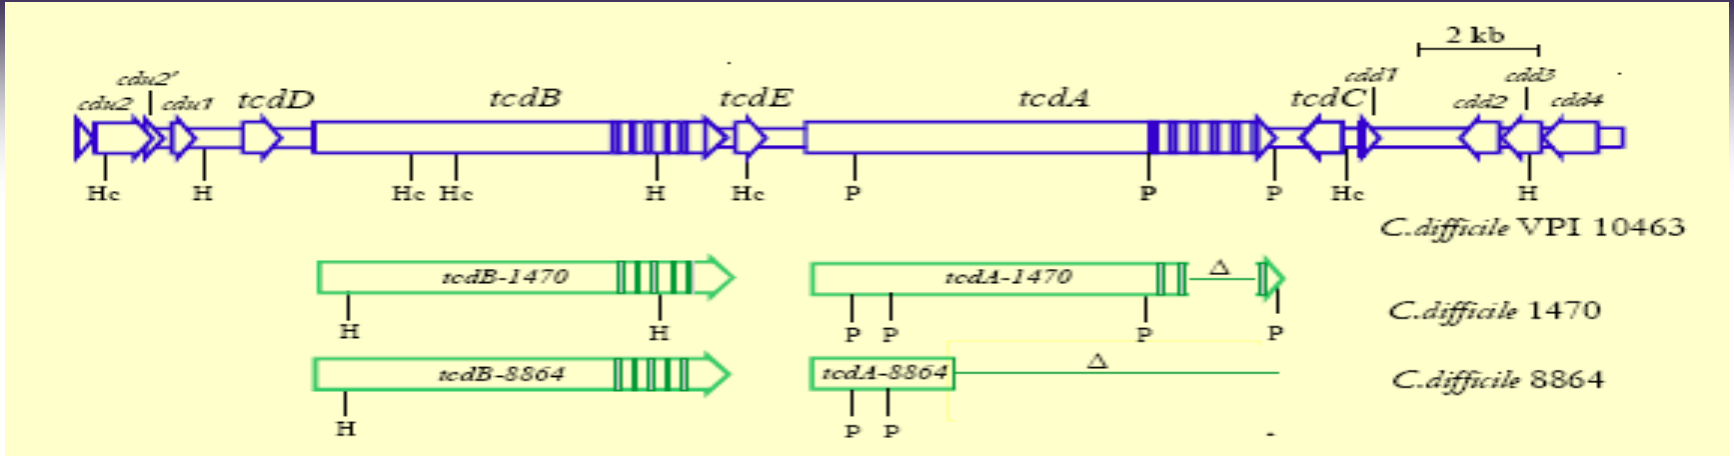 2 kb
cdu2' cdd1 cdd3
cdu2 cdu1 tcdD tcdB tcdE tcdA tcdC cdd2 cdd4
Hc H Hc Hc H Hc P P P Hc H
C.difficile VPI 10463
tcdB-1470 tcdA-1470 Δ
C.difficile 1470
H H P P P P
tcdB-8864 tcdA-8864 Δ
C.difficile 8864
H P P